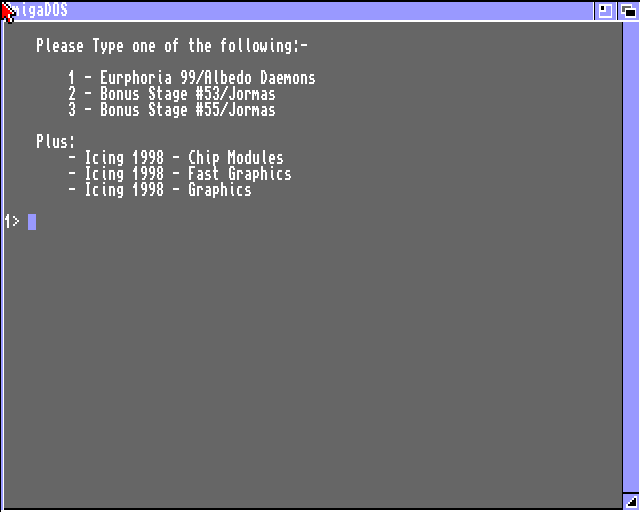 migaDOS
Please Type one of the following:-
1 - Eurphoria 99/Albedo Daemons
2 - Bonus Stage #53/Jormas
3 - Bonus Stage #55/Jormas
Plus:
- Icing 1998 - Chip Modules
- Icing 1998 - Fast Graphics
- Icing 1998 - Graphics
1>